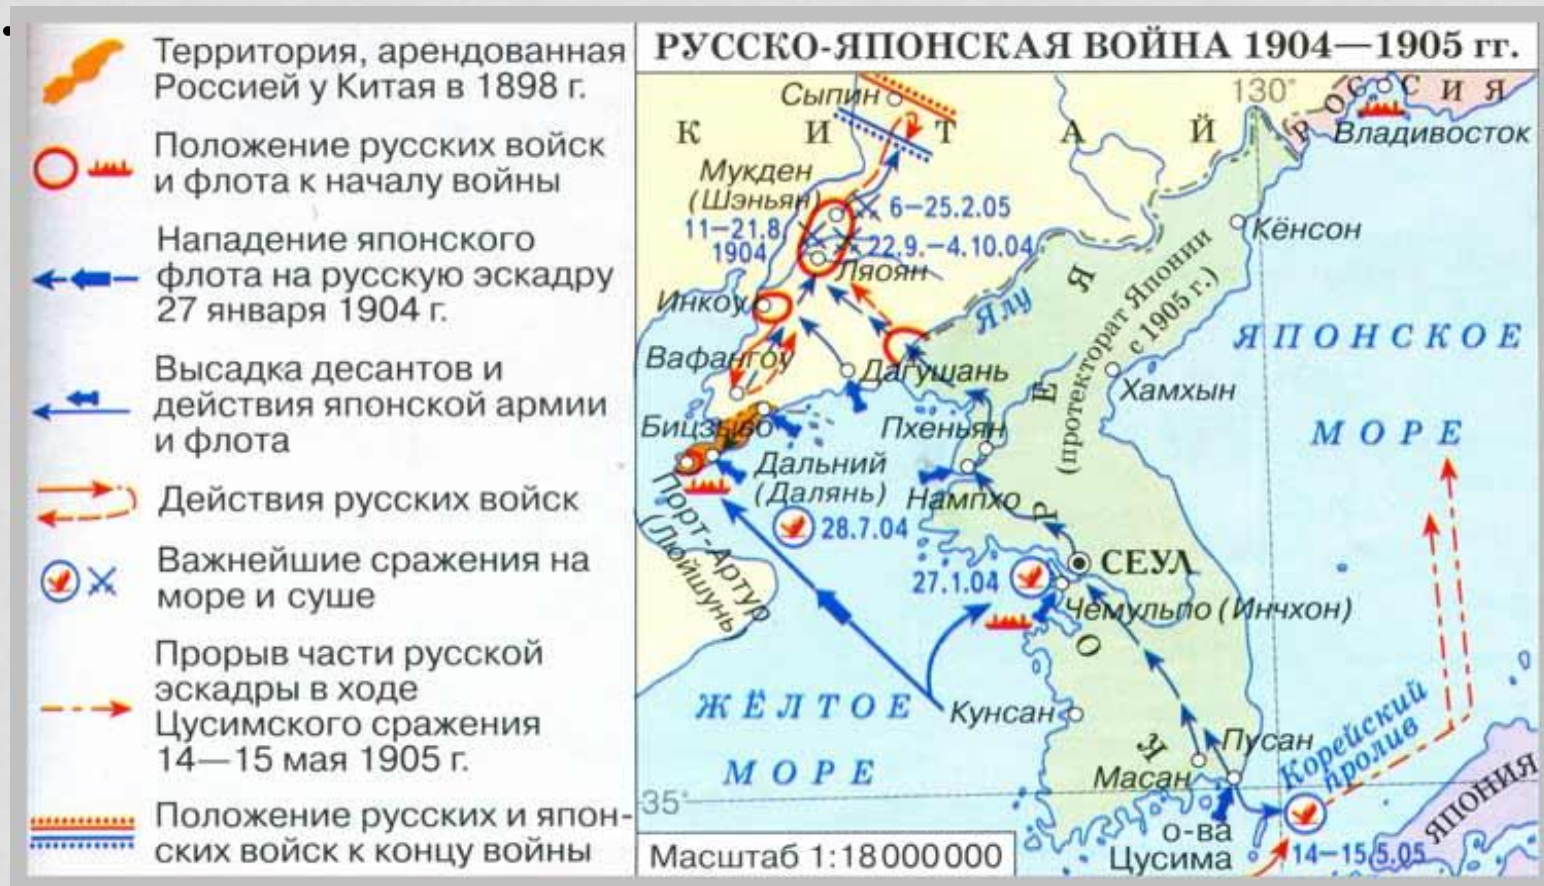 Территория, арендованная
Россией у Китая в 1898 г.
Положение русских войск
и флота к началу войны
Нападение японского
флота на русскую эскадру
27 января 1904 г.
Высадка десантов и
действия японской армии
и флота
Действия русских войск
Важнейшие сражения на
море и суше
Прорыв части русской
эскадры в ходе
Цусимского сражения
14—15 мая 1905 г.
Положение русских и япон-
ских войск к концу войны
РУССКО-ЯПОНСКАЯ ВОЙНА 1904—1905 гг.
Сыпин
130°
РОССИЯ
Владивосток
КИТАЙ
Мукден
(Шэньян)
6–25.2.05
11–21.8
1904
22.9.–4.10.04
Ляоян
Кёнсон
Инкоу
Ялу
(протекторат Японии
с 1905 г.)
ЯПОНСКОЕ
МОРЕ
Вафангоу
Дагушань
Хамхын
Бицзыво
Пхеньян
Дальний
(Далянь)
Нампхо
Порт-Артур
(Люйшунь)
28.7.04
СЕУЛ
27.1.04
Чемульпо (Инчхон)
КОРЕЯ
ЖЁЛТОЕ
МОРЕ
Кунсан
Пусан
Корейский
пролив
Масан
35°
ЯПОНИЯ
о-ва
Цусима
14–15.5.05
Масштаб 1:18 000 000